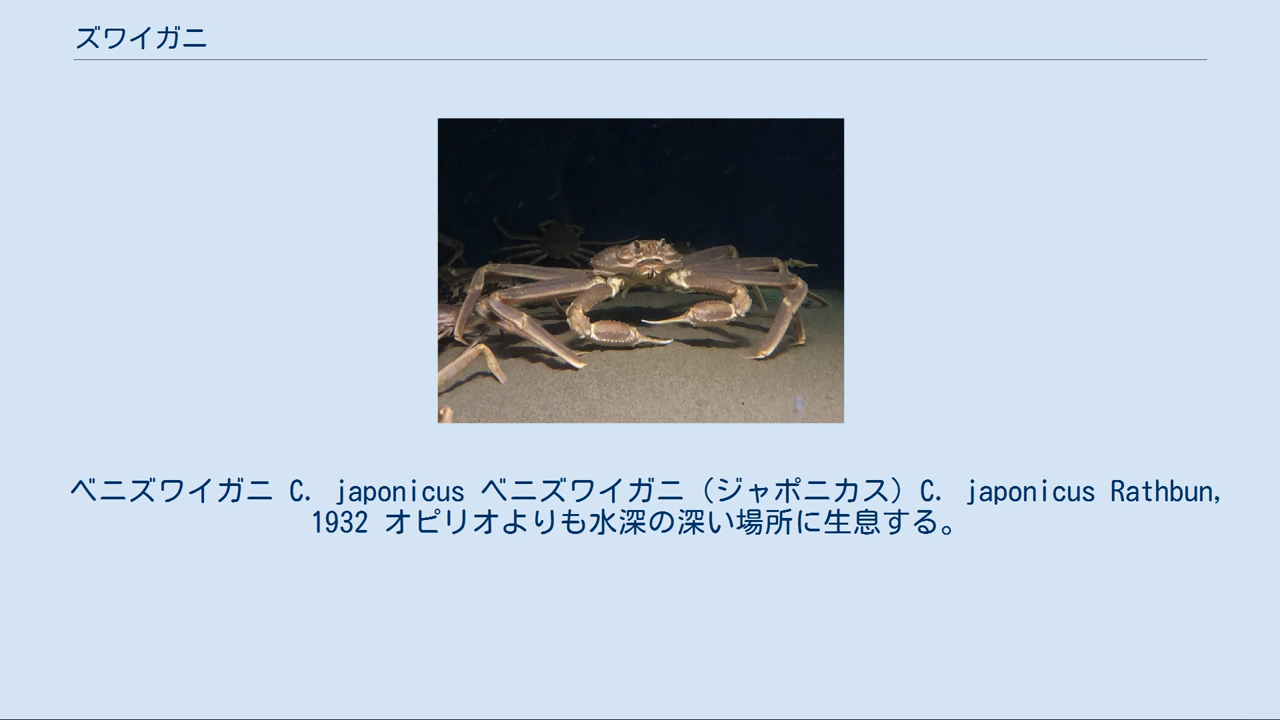 ズワイガニ
ベニズワイガニ C. japonicus ベニズワイガニ（ジャポニカス）C. japonicus Rathbun,
1932 オピリオよりも水深の深い場所に生息する。